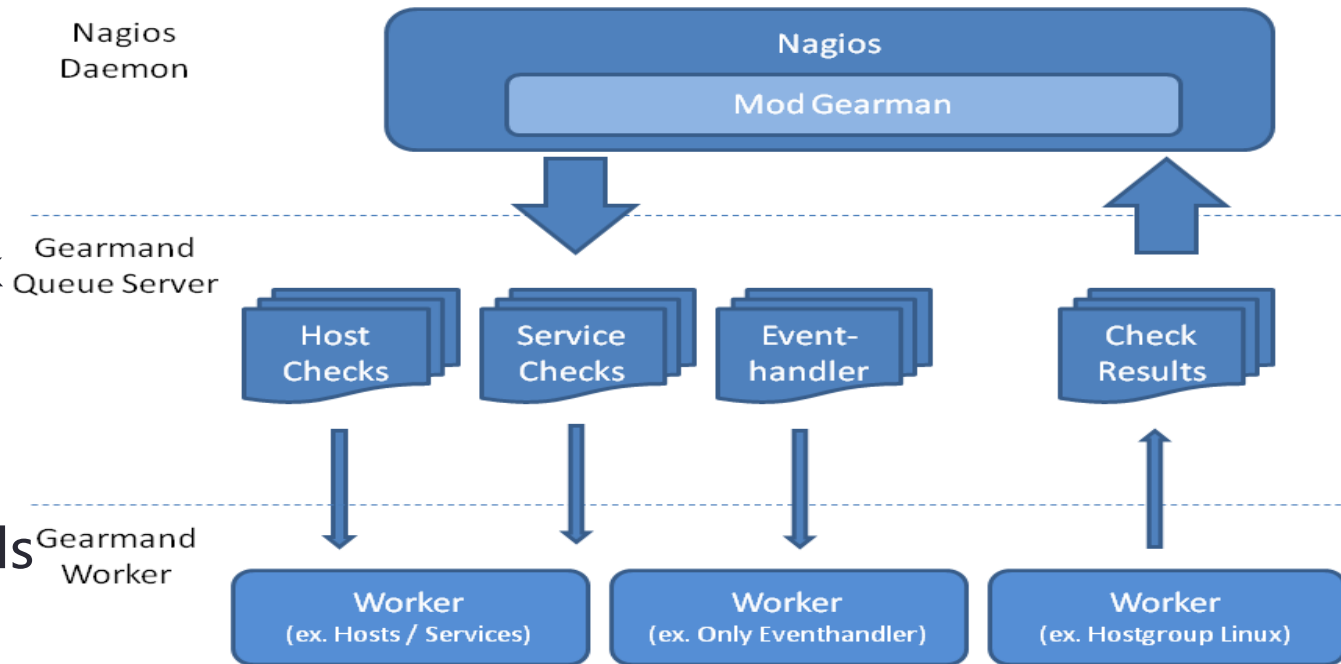 Nagios
Daemon
Nagios
Mod Gearman
Gearmand
Queue Server
Host
Checks
Service
Checks
Event-
handler
Check
Results
ls
Gearmand
Worker
Worker
(ex. Hosts / Services)
Worker
(ex. Only Eventhandler)
Worker
(ex. Hostgroup Linux)